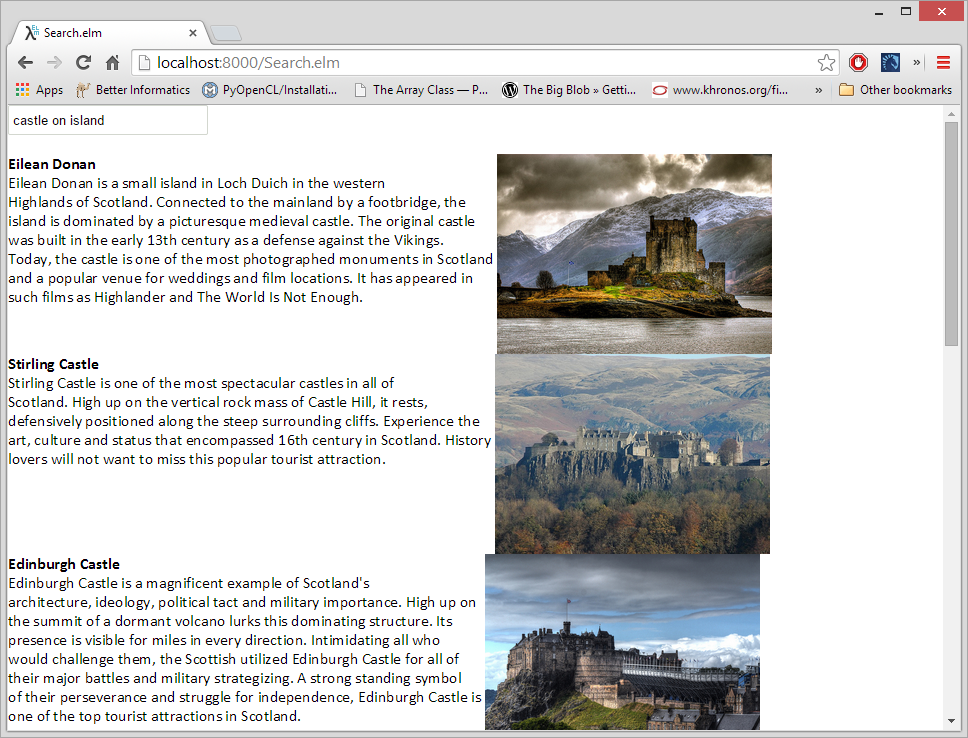 Search.elm
localhost:8000/Search.elm
Apps Better Informatics PyOpenCL/Installati... The Array Class — P... The Big Blob » Getti... www.khronos.org/fi... » Other bookmarks
castle on island
Eilean Donan
Eilean Donan is a small island in Loch Duich in the western
Highlands of Scotland. Connected to the mainland by a footbridge, the
island is dominated by a picturesque medieval castle. The original castle
was built in the early 13th century as a defense against the Vikings.
Today, the castle is one of the most photographed monuments in Scotland
and a popular venue for weddings and film locations. It has appeared in
such films as Highlander and The World Is Not Enough.
Stirling Castle
Stirling Castle is one of the most spectacular castles in all of
Scotland. High up on the vertical rock mass of Castle Hill, it rests,
defensively positioned along the steep surrounding cliffs. Experience the
art, culture and status that encompassed 16th century in Scotland. History
lovers will not want to miss this popular tourist attraction.
Edinburgh Castle
Edinburgh Castle is a magnificent example of Scotland's
architecture, ideology, political tact and military importance. High up on
the summit of a dormant volcano lurks this dominating structure. Its
presence is visible for miles in every direction. Intimidating all who
would challenge them, the Scottish utilized Edinburgh Castle for all of
their major battles and military strategizing. A strong standing symbol
of their perseverance and struggle for independence, Edinburgh Castle is
one of the top tourist attractions in Scotland.